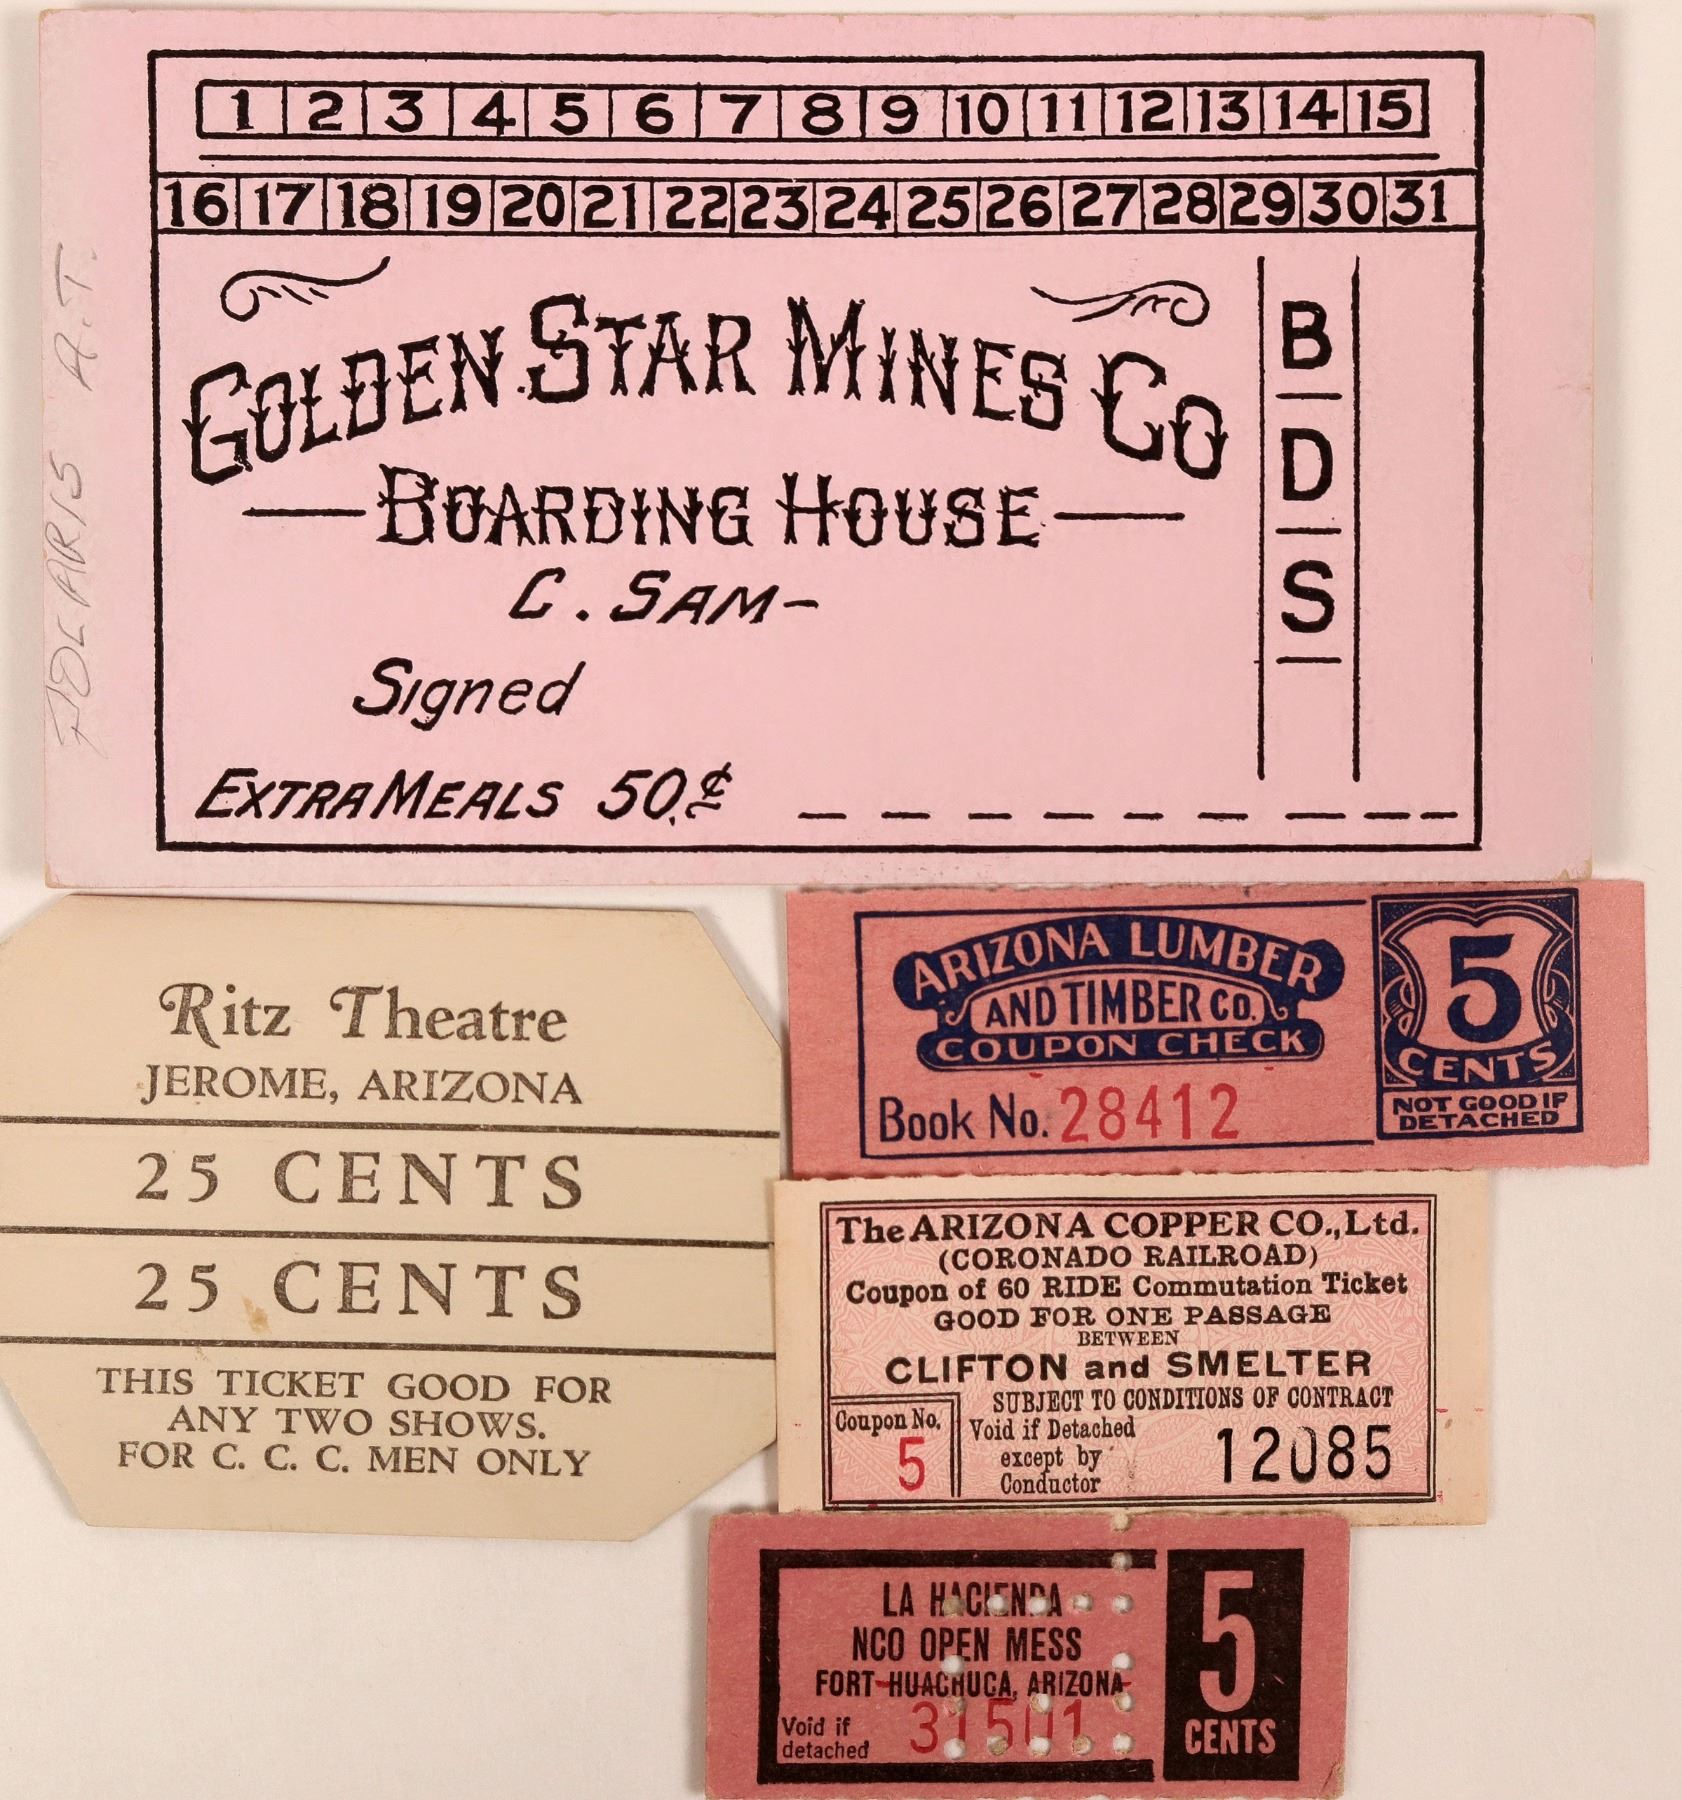 1 2 3 4 5 6 7 8 9 10 11 12 13 14 15
16 17 18 19 20 21 22 23 24 25 26 27 28 29 30 31
GOLDEN STAR MINES CO
BOARDING HOUSE
C. SAM-
Signed
EXTRA MEALS 50.¢
B
D
S
POLARIS A.T.
Ritz Theatre
JEROME, ARIZONA
25 CENTS
25 CENTS
THIS TICKET GOOD FOR
ANY TWO SHOWS.
FOR C. C. C. MEN ONLY
ARIZONA LUMBER
AND TIMBER CO.
COUPON CHECK
Book No. 28412
5
CENTS
NOT GOOD IF
DETACHED
The ARIZONA COPPER CO., Ltd.
(CORONADO RAILROAD)
Coupon of 60 RIDE Commutation Ticket
GOOD FOR ONE PASSAGE
BETWEEN
CLIFTON and SMELTER
SUBJECT TO CONDITIONS OF CONTRACT
Coupon No.
5
Void if Detached
except by
Conductor
12085
LA HACIENDA
NCO OPEN MESS
FORT HUACHUCA, ARIZONA
Void if
detached
31501
5
CENTS